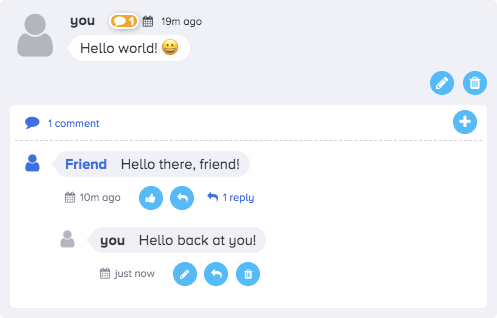 you 1 19m ago
Hello world! 😀
1 comment
Friend Hello there, friend!
10m ago 1 reply
you Hello back at you!
just now